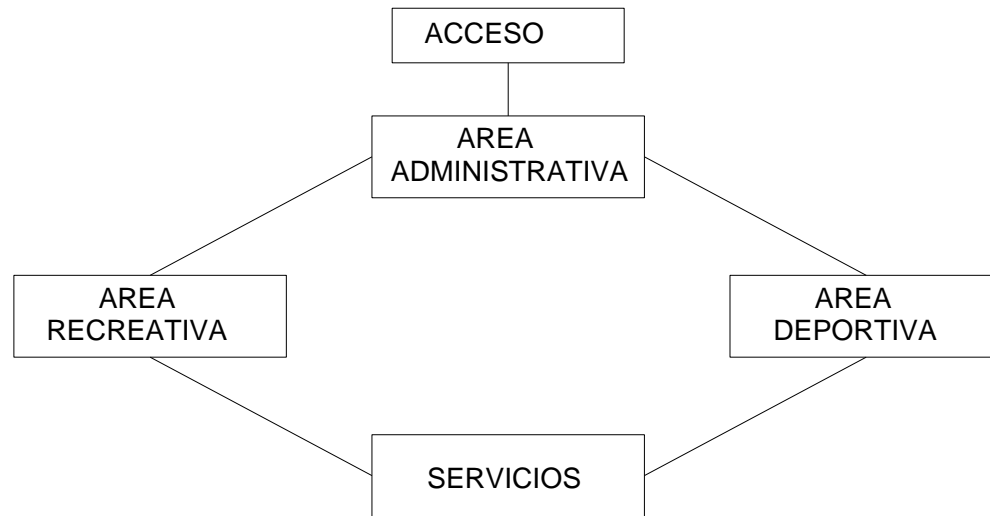 ACCESO
AREA
ADMINISTRATIVA
AREA
RECREATIVA
AREA
DEPORTIVA
SERVICIOS